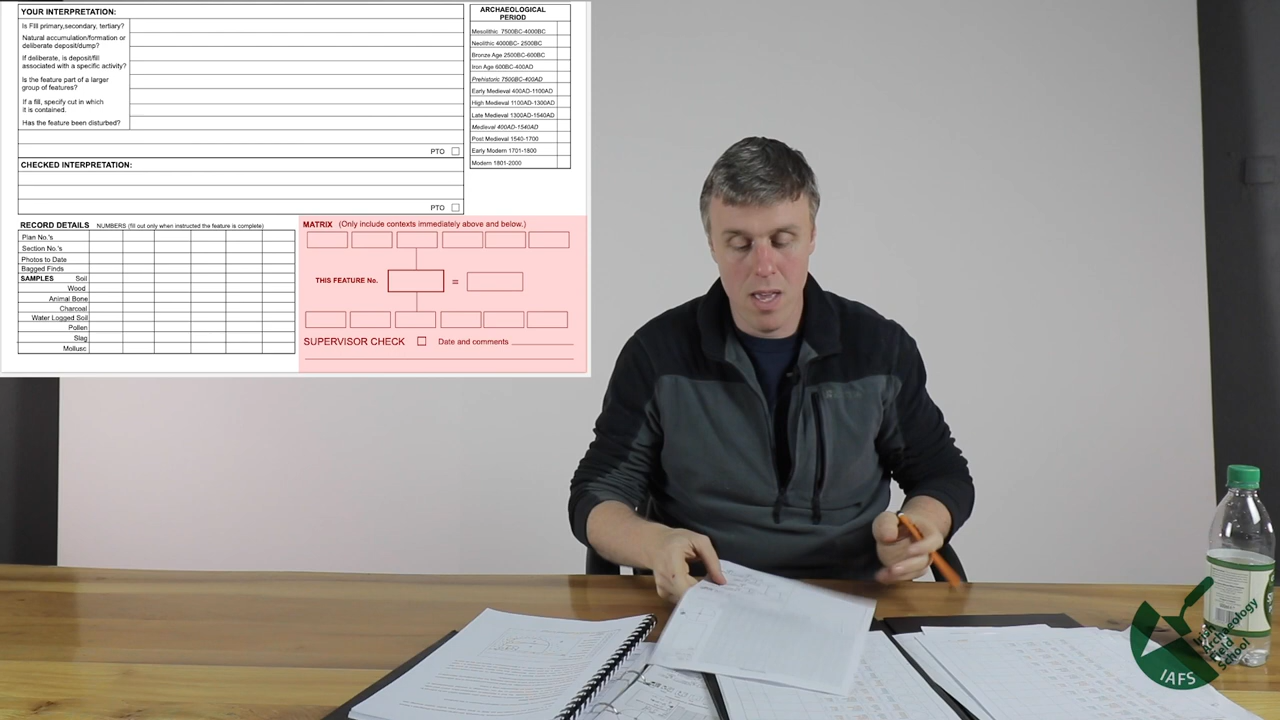 YOUR INTERPRETATION:
Is Fill primary,secondary, tertiary?
Natural accumulation/formation or
deliberate deposit/dump?
If deliberate, is deposit/fill
associated with a specific activity?
Is the feature part of a larger
group of features?
If a fill, specify cut in which
it is contained.
Has the feature been disturbed?
PTO
CHECKED INTERPRETATION:
PTO
ARCHAEOLOGICAL
PERIOD
Mesolithic 7500BC-4000BC
Neolithic 4000BC- 2500BC
Bronze Age 2500BC-600BC
Iron Age 600BC-400AD
Prehistoric 7500BC-400AD
Early Medieval 400AD-1100AD
High Medieval 1100AD-1300AD
Late Medieval 1300AD-1540AD
Medieval 400AD-1540AD
Post Medieval 1540-1700
Early Modern 1701-1800
Modern 1801-2000
RECORD DETAILS NUMBERS (fill out only when instructed the feature is complete)
Plan No.'s
Section No.'s
Photos to Date
Bagged Finds
SAMPLES Soil
Wood
Animal Bone
Charcoal
Water Logged Soil
Pollen
Slag
Mollusc
MATRIX (Only include contexts immediately above and below.)
THIS FEATURE No. =
SUPERVISOR CHECK Date and comments
Irish
Archaeology
Field
School
IAFS